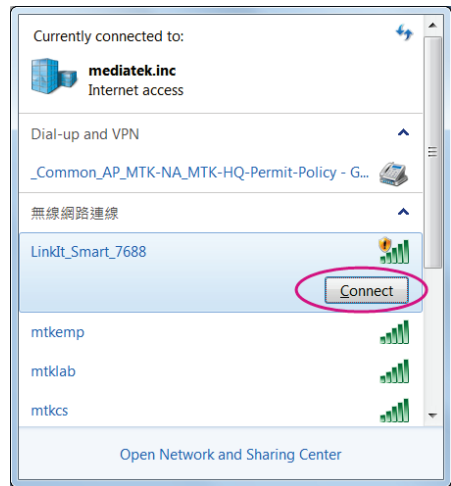 Currently connected to:
mediatek.inc
Internet access
Dial-up and VPN
_Common_AP_MTK-NA_MTK-HQ-Permit-Policy - G...
無線網路連線
LinkIt_Smart_7688
Connect
mtkemp
mtklab
mtkcs
Open Network and Sharing Center